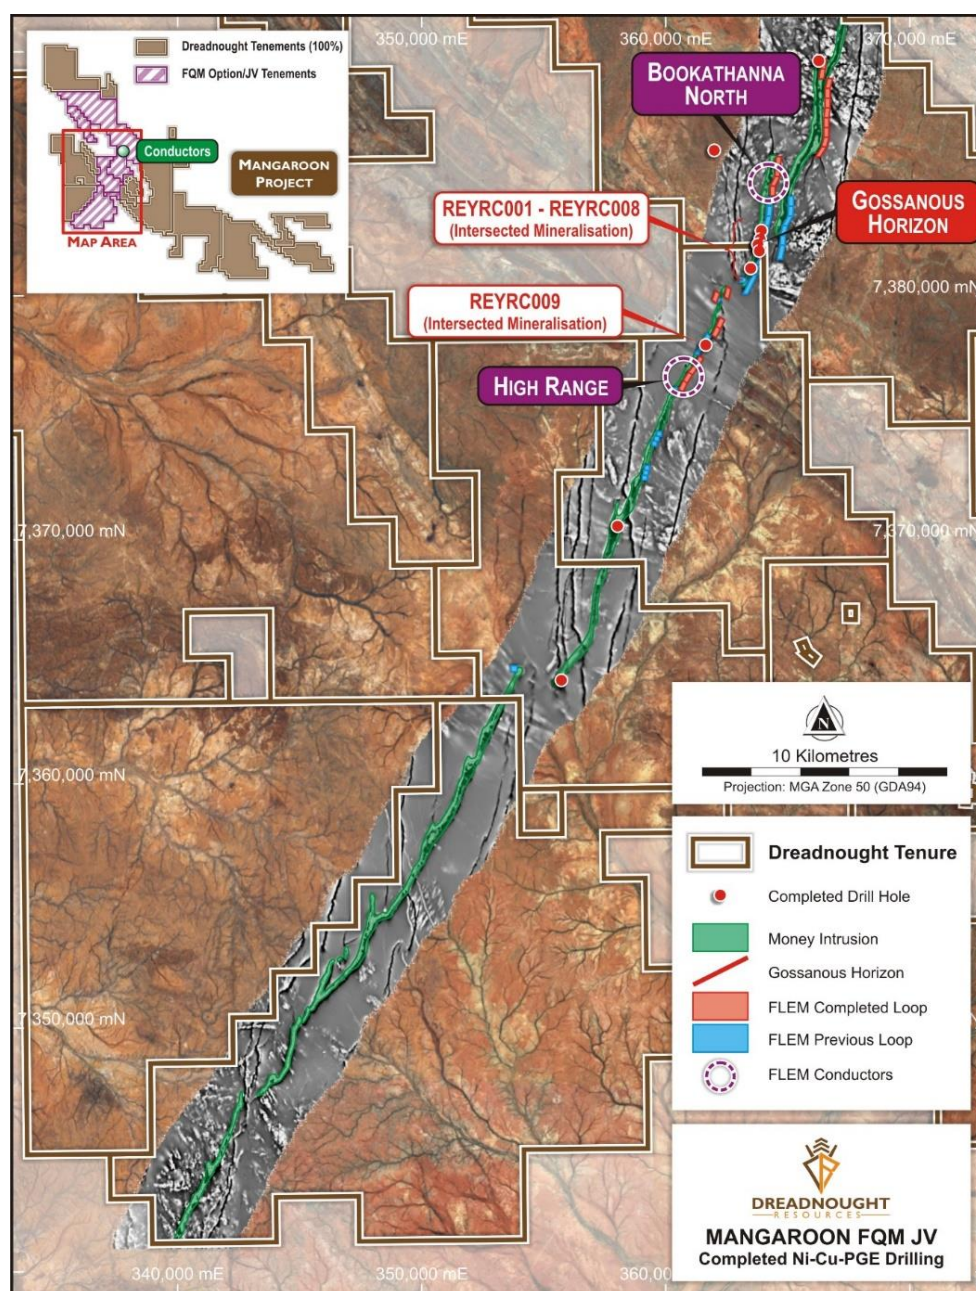 350,000 mE
360,000 mE
370,000 mE
Dreadnought Tenements (100%)
FQM Option/JV Tenements
Conductors
MANGAROON
PROJECT
MAP AREA
BOOKATHANNA
NORTH
REYRC001 - REYRC008
(Intersected Mineralisation)
GOSSANOUS
HORIZON
7,380,000 mN
REYRC009
(Intersected Mineralisation)
HIGH RANGE
7,370,000 mN
7,370,000 mN
N
10 Kilometres
Projection: MGA Zone 50 (GDA94)
7,360,000 mN
Dreadnought Tenure
Completed Drill Hole
Money Intrusion
Gossanous Horizon
FLEM Completed Loop
FLEM Previous Loop
FLEM Conductors
7,350,000 mN
DREADNOUGHT
RESOURCES
MANGAROON FQM JV
Completed Ni-Cu-PGE Drilling
340,000 mE
350,000 mE